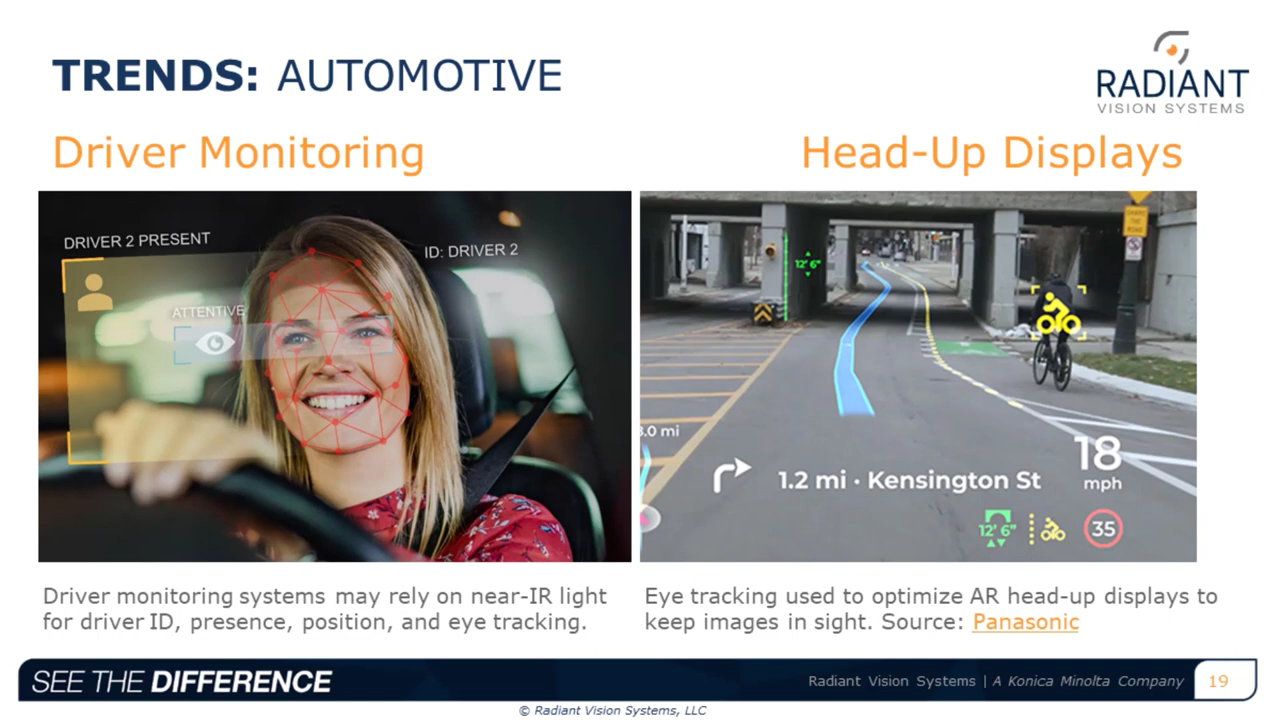 TRENDS: AUTOMOTIVE
RADIANT
VISION SYSTEMS
Driver Monitoring
Head-Up Displays
DRIVER 2 PRESENT
ID: DRIVER 2
ATTENTIVE
SHARE
THE
ROAD
12' 6"
3.0 mi
1.2 mi · Kensington St
18
mph
12' 6"
35
Driver monitoring systems may rely on near-IR light
for driver ID, presence, position, and eye tracking.
Eye tracking used to optimize AR head-up displays to
keep images in sight. Source: Panasonic
SEE THE DIFFERENCE
Radiant Vision Systems | A Konica Minolta Company
19
© Radiant Vision Systems, LLC